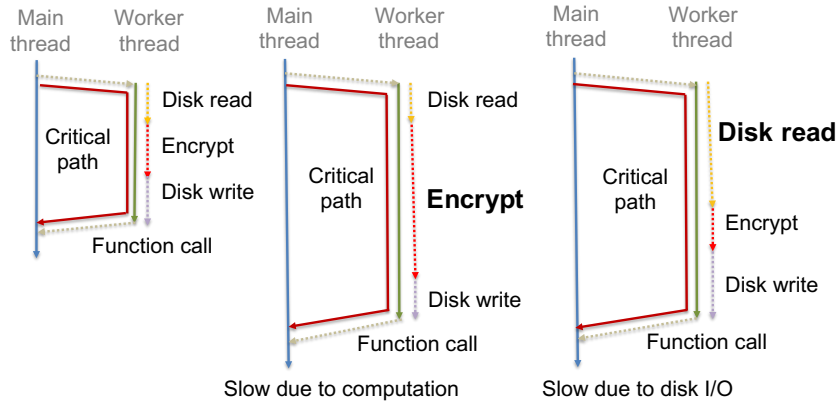 Main thread
Worker thread
Disk read
Critical path
Encrypt
Disk write
Function call
Main thread
Worker thread
Disk read
Critical path
Encrypt
Disk write
Function call
Slow due to computation
Main thread
Worker thread
Disk read
Critical path
Encrypt
Disk write
Function call
Slow due to disk I/O